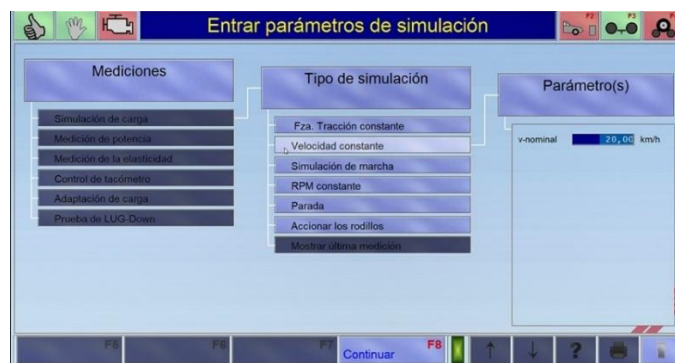 Entrar parámetros de simulación
F2
F3
Mediciones
Simulación de carga
Medición de potencia
Medición de la elasticidad
Control de tacómetro
Adaptación de carga
Prueba de LUG-Down
Tipo de simulación
Fza. Tracción constante
Velocidad constante
Simulación de marcha
RPM constante
Parada
Accionar los rodillos
Mostrar última medición
Parámetro(s)
v-nominal 20,00 km/h
F5
F6
F7
Continuar F8
?